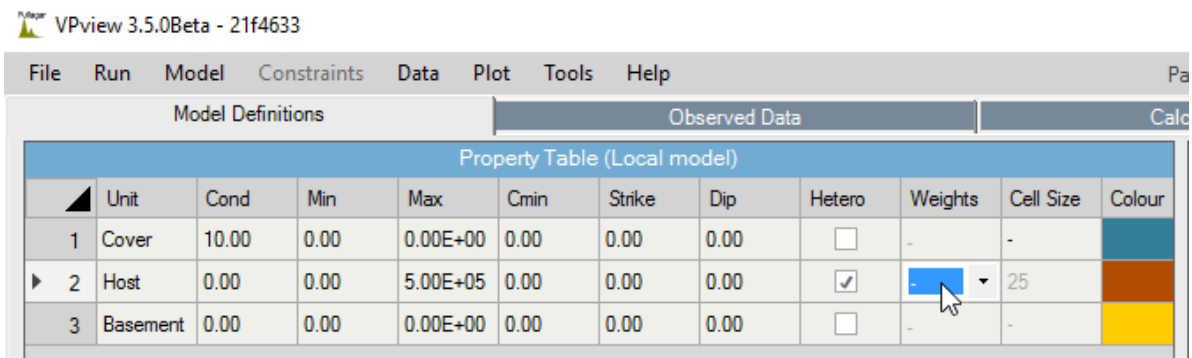 VPview 3.5.0Beta - 21f4633
File Run Model Constraints Data Plot Tools Help Pa
Model Definitions Observed Data Calc
Property Table (Local model)
Unit Cond Min Max Cmin Strike Dip Hetero Weights Cell Size Colour
1 Cover 10.00 0.00 0.00E+00 0.00 0.00 0.00 - -
2 Host 0.00 0.00 5.00E+05 0.00 0.00 0.00 - 25
3 Basement 0.00 0.00 0.00E+00 0.00 0.00 0.00 - -